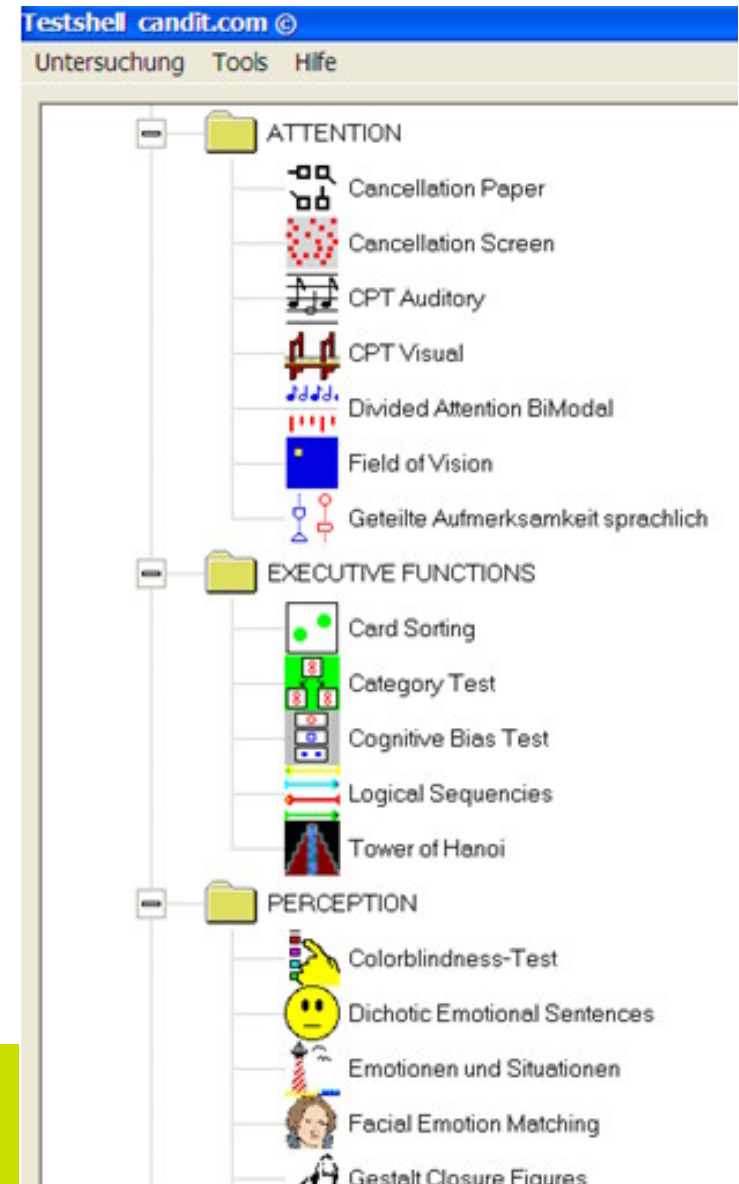 Testshell candit.com ©
Untersuchung Tools Hilfe
ATTENTION
Cancellation Paper
Cancellation Screen
CPT Auditory
CPT Visual
Divided Attention BiModal
Field of Vision
Geteilte Aufmerksamkeit sprachlich
EXECUTIVE FUNCTIONS
Card Sorting
Category Test
Cognitive Bias Test
Logical Sequencies
Tower of Hanoi
PERCEPTION
Colorblindness-Test
Dichotic Emotional Sentences
Emotionen und Situationen
Facial Emotion Matching
Gestalt Closure Figures